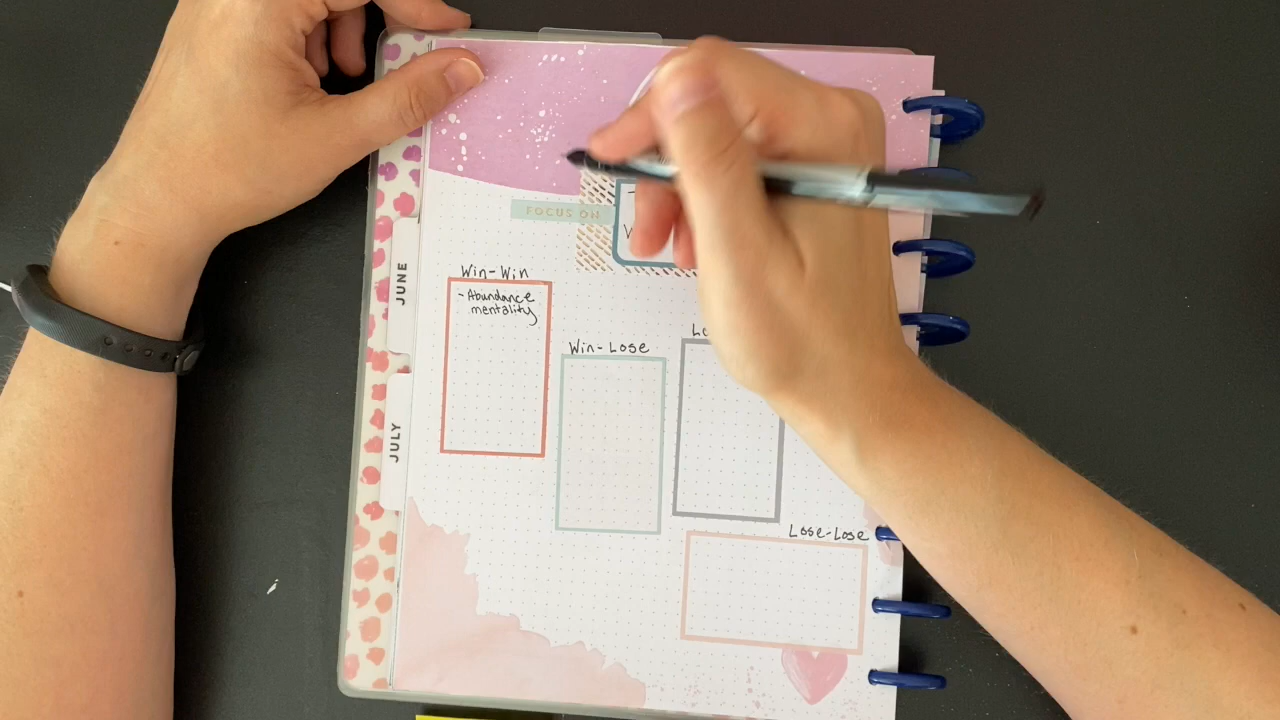 FOCUS ON
Win-Win
- Abundance
mentality
Win-Lose
Lose-Lose
JUNE
JULY